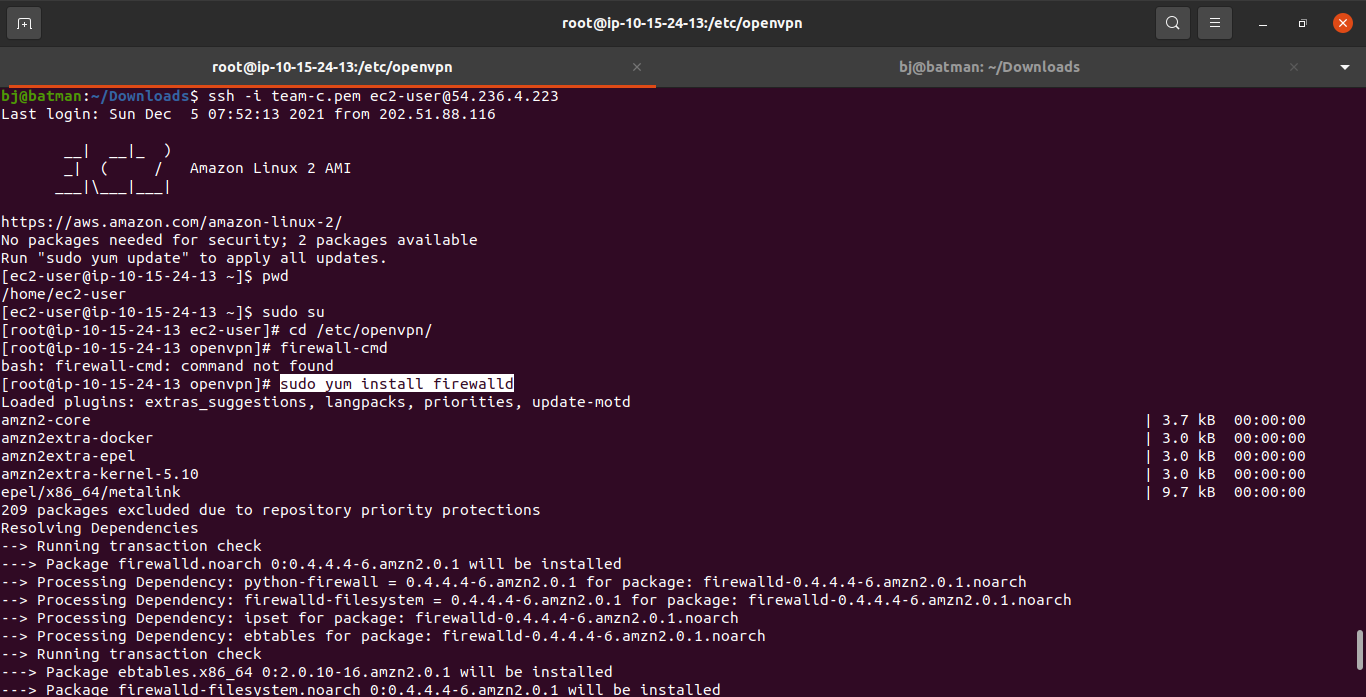 root@ip-10-15-24-13:/etc/openvpn
root@ip-10-15-24-13:/etc/openvpn
bj@batman: ~/Downloads
bj@batman:~/Downloads$ ssh -i team-c.pem ec2-user@54.236.4.223
Last login: Sun Dec  5 07:52:13 2021 from 202.51.88.116
       __|  __|_  )
       _|  (     /   Amazon Linux 2 AMI
      ___|\___|___|
https://aws.amazon.com/amazon-linux-2/
No packages needed for security; 2 packages available
Run "sudo yum update" to apply all updates.
[ec2-user@ip-10-15-24-13 ~]$ pwd
/home/ec2-user
[ec2-user@ip-10-15-24-13 ~]$ sudo su
[root@ip-10-15-24-13 ec2-user]# cd /etc/openvpn/
[root@ip-10-15-24-13 openvpn]# firewall-cmd
bash: firewall-cmd: command not found
[root@ip-10-15-24-13 openvpn]# sudo yum install firewalld
Loaded plugins: extras_suggestions, langpacks, priorities, update-motd
amzn2-core | 3.7 kB  00:00:00
amzn2extra-docker | 3.0 kB  00:00:00
amzn2extra-epel | 3.0 kB  00:00:00
amzn2extra-kernel-5.10 | 3.0 kB  00:00:00
epel/x86_64/metalink | 9.7 kB  00:00:00
209 packages excluded due to repository priority protections
Resolving Dependencies
--> Running transaction check
---> Package firewalld.noarch 0:0.4.4.4-6.amzn2.0.1 will be installed
--> Processing Dependency: python-firewall = 0.4.4.4-6.amzn2.0.1 for package: firewalld-0.4.4.4-6.amzn2.0.1.noarch
--> Processing Dependency: firewalld-filesystem = 0.4.4.4-6.amzn2.0.1 for package: firewalld-0.4.4.4-6.amzn2.0.1.noarch
--> Processing Dependency: ipset for package: firewalld-0.4.4.4-6.amzn2.0.1.noarch
--> Processing Dependency: ebtables for package: firewalld-0.4.4.4-6.amzn2.0.1.noarch
--> Running transaction check
---> Package ebtables.x86_64 0:2.0.10-16.amzn2.0.1 will be installed
---> Package firewalld-filesystem.noarch 0:0.4.4.4-6.amzn2.0.1 will be installed